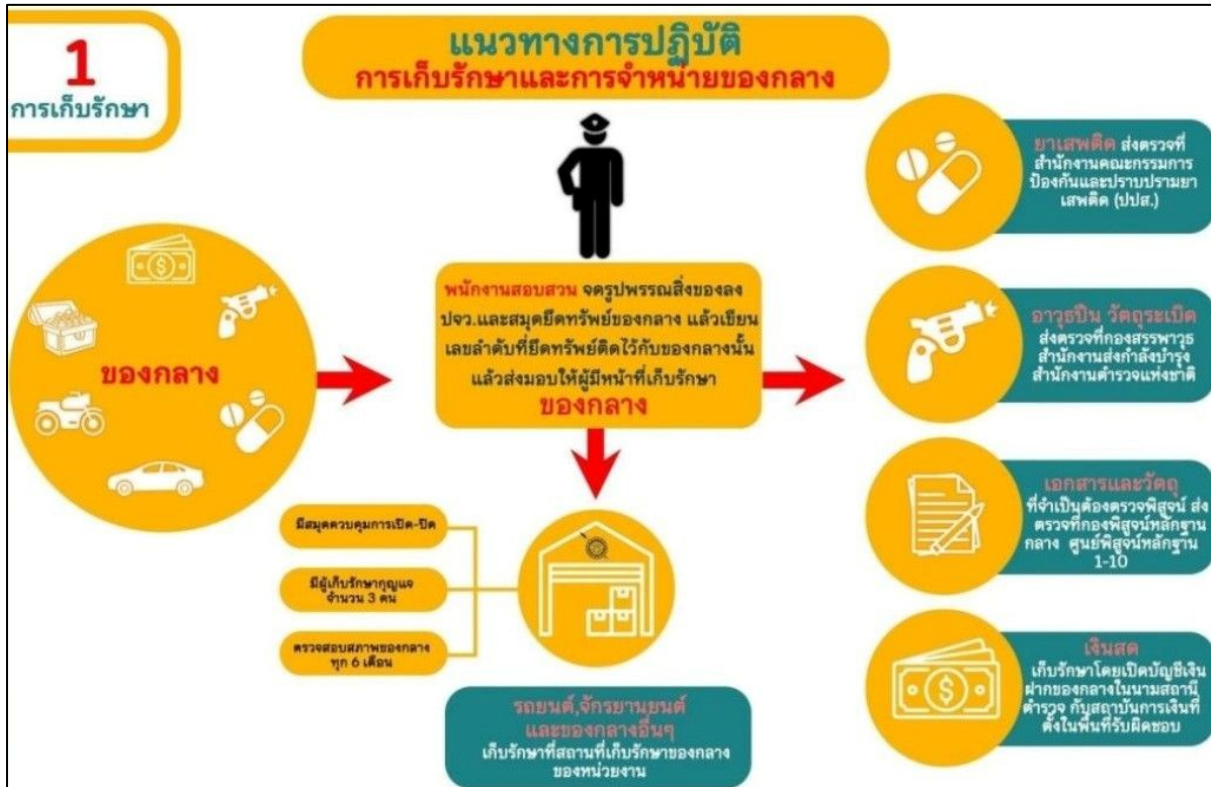 1
การเก็บรักษา
แนวทางการปฏิบัติ
การเก็บรักษาและการจำหน่ายของกลาง
ของกลาง
พนักงานสอบสวน จดรูปพรรณสิ่งของลง
ปจว.และสมุดยึดทรัพย์ของกลาง แล้วเขียน
เลขลำดับที่ยึดทรัพย์ติดไว้กับของกลางนั้น
แล้วส่งมอบให้ผู้มีหน้าที่เก็บรักษา
ของกลาง
มีสมุดควบคุมการเปิด-ปิด
มีผู้เก็บรักษากุญแจ
จำนวน 3 คน
ตรวจสอบสภาพของกลาง
ทุก 6 เดือน
รถยนต์,จักรยานยนต์
และของกลางอื่นๆ
เก็บรักษาที่สถานที่เก็บรักษาของกลาง
ของหน่วยงาน
ยาเสพติด ส่งตรวจที่
สำนักงานคณะกรรมการ
ป้องกันและปราบปรามยา
เสพติด (ปปส.)
อาวุธปืน วัตถุระเบิด
ส่งตรวจที่กองสรรพาวุธ
สำนักงานส่งกำลังบำรุง
สำนักงานตำรวจแห่งชาติ
เอกสารและวัตถุ
ที่จำเป็นต้องตรวจพิสูจน์ ส่ง
ตรวจที่กองพิสูจน์หลักฐาน
กลาง ศูนย์พิสูจน์หลักฐาน
1-10
เงินสด
เก็บรักษาโดยเปิดบัญชีเงิน
ฝากของกลางในนามสถานี
ตำรวจ กับสถาบันการเงินที่
ตั้งในพื้นที่รับผิดชอบ